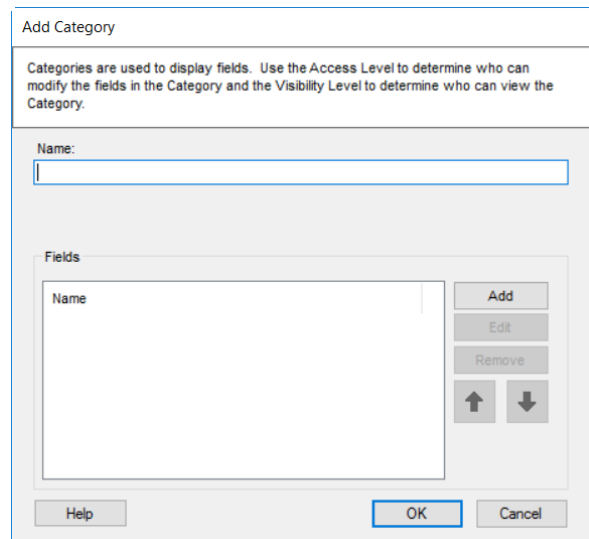 Add Category
Categories are used to display fields.  Use the Access Level to determine who can
modify the fields in the Category and the Visibility Level to determine who can view the
Category.
Name:
Fields
Name
Add
Edit
Remove
Help
OK
Cancel